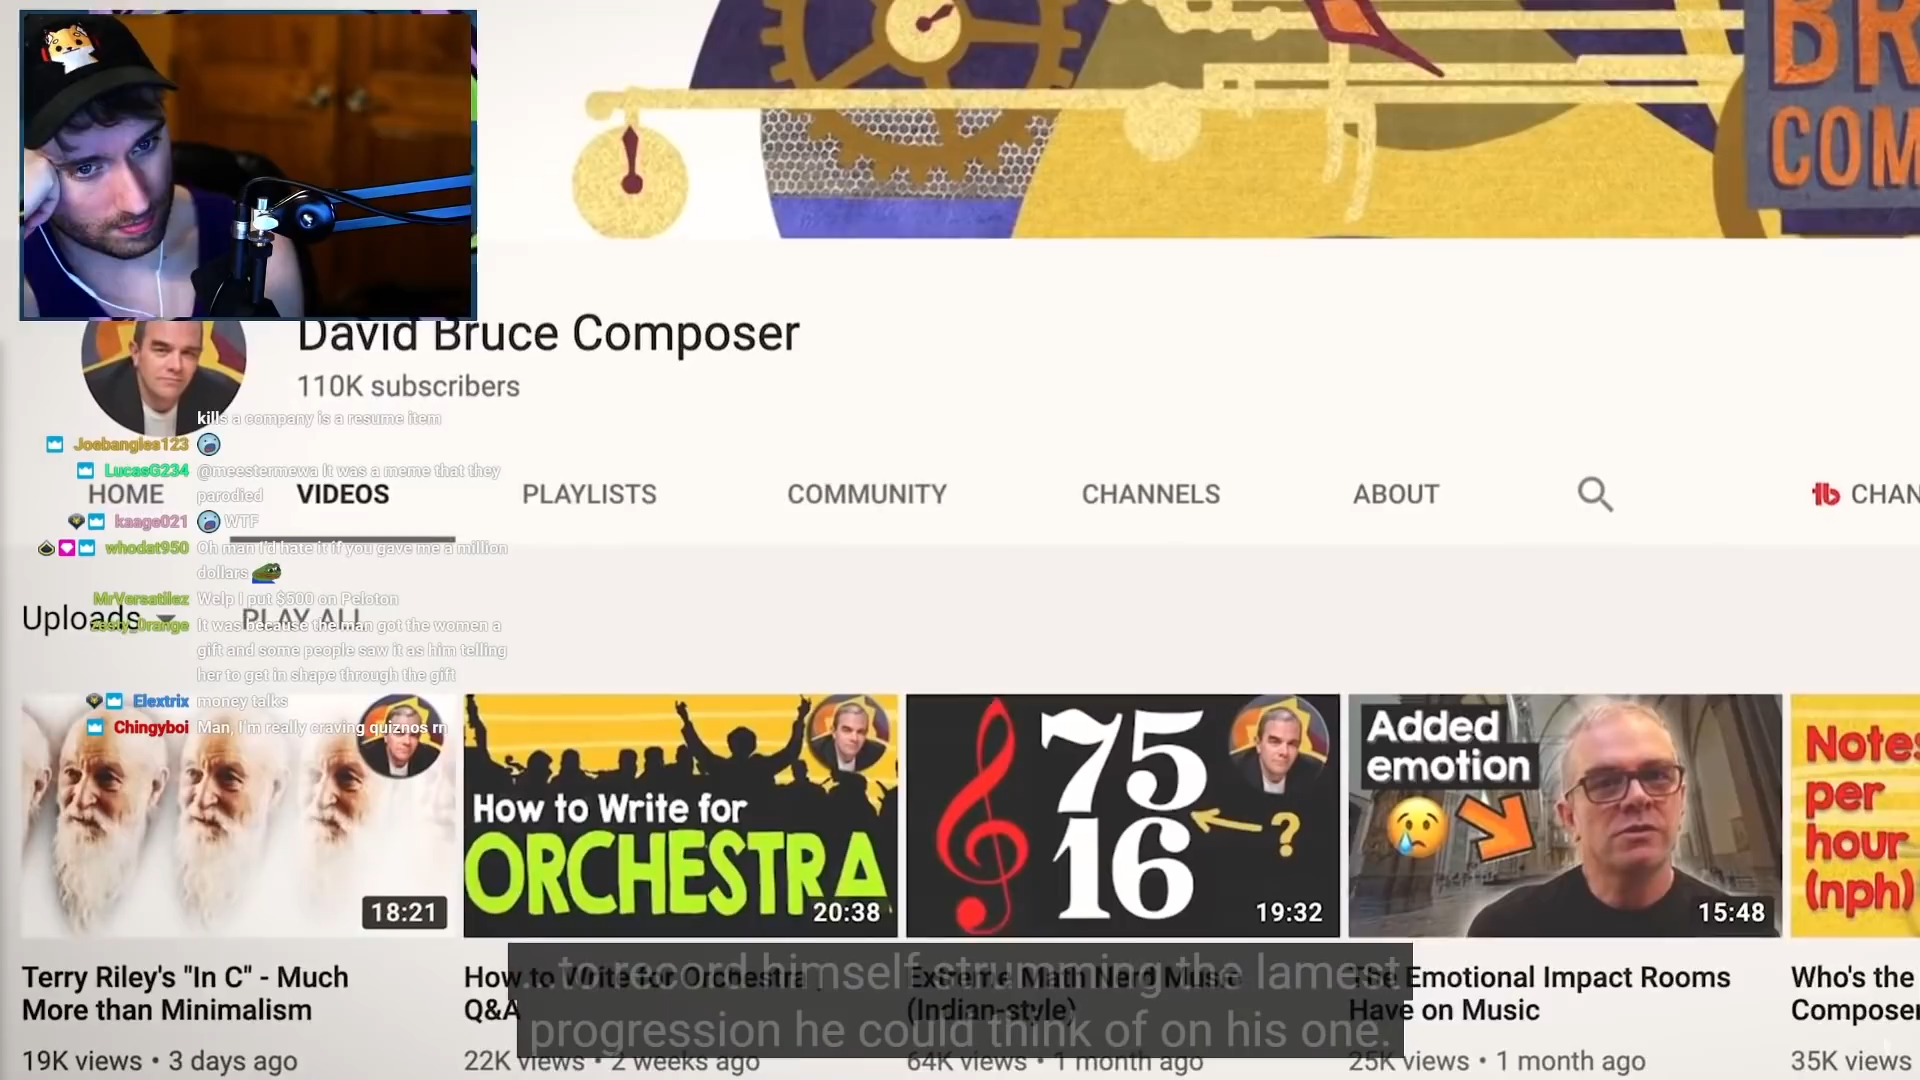 BR
COM
David Bruce Composer
110K subscribers
kills a company is a resume item
Joebangles123
LucasG234 @meestermewa It was a meme that they
parodied
HOME VIDEOS PLAYLISTS COMMUNITY CHANNELS ABOUT CHAN
kaage021 WTF
whodat950 Oh man I'd hate it if you gave me a million
dollars
MrVersatilez Welp I put $500 on Peloton
Uploads PLAY ALL
zesty_0range It was because the man got the women a
gift and some people saw it as him telling
her to get in shape through the gift
Elextrix money talks
Chingyboi Man, I'm really craving quiznos rn
18:21
How to Write for
ORCHESTRA
20:38
75
16
?
19:32
Added
emotion
15:48
Notes
per
hour
(nph)
Terry Riley's "In C" - Much
More than Minimalism
19K views • 3 days ago
How to Write for Orchestra
Q&A
22K views • 2 weeks ago
Extreme Math Nerd Music
(Indian-style)
64K views • 1 month ago
The Emotional Impact Rooms
Have on Music
25K views • 1 month ago
Who's the
Composer
35K views
...to record himself strumming the lamest
progression he could think of on his one.